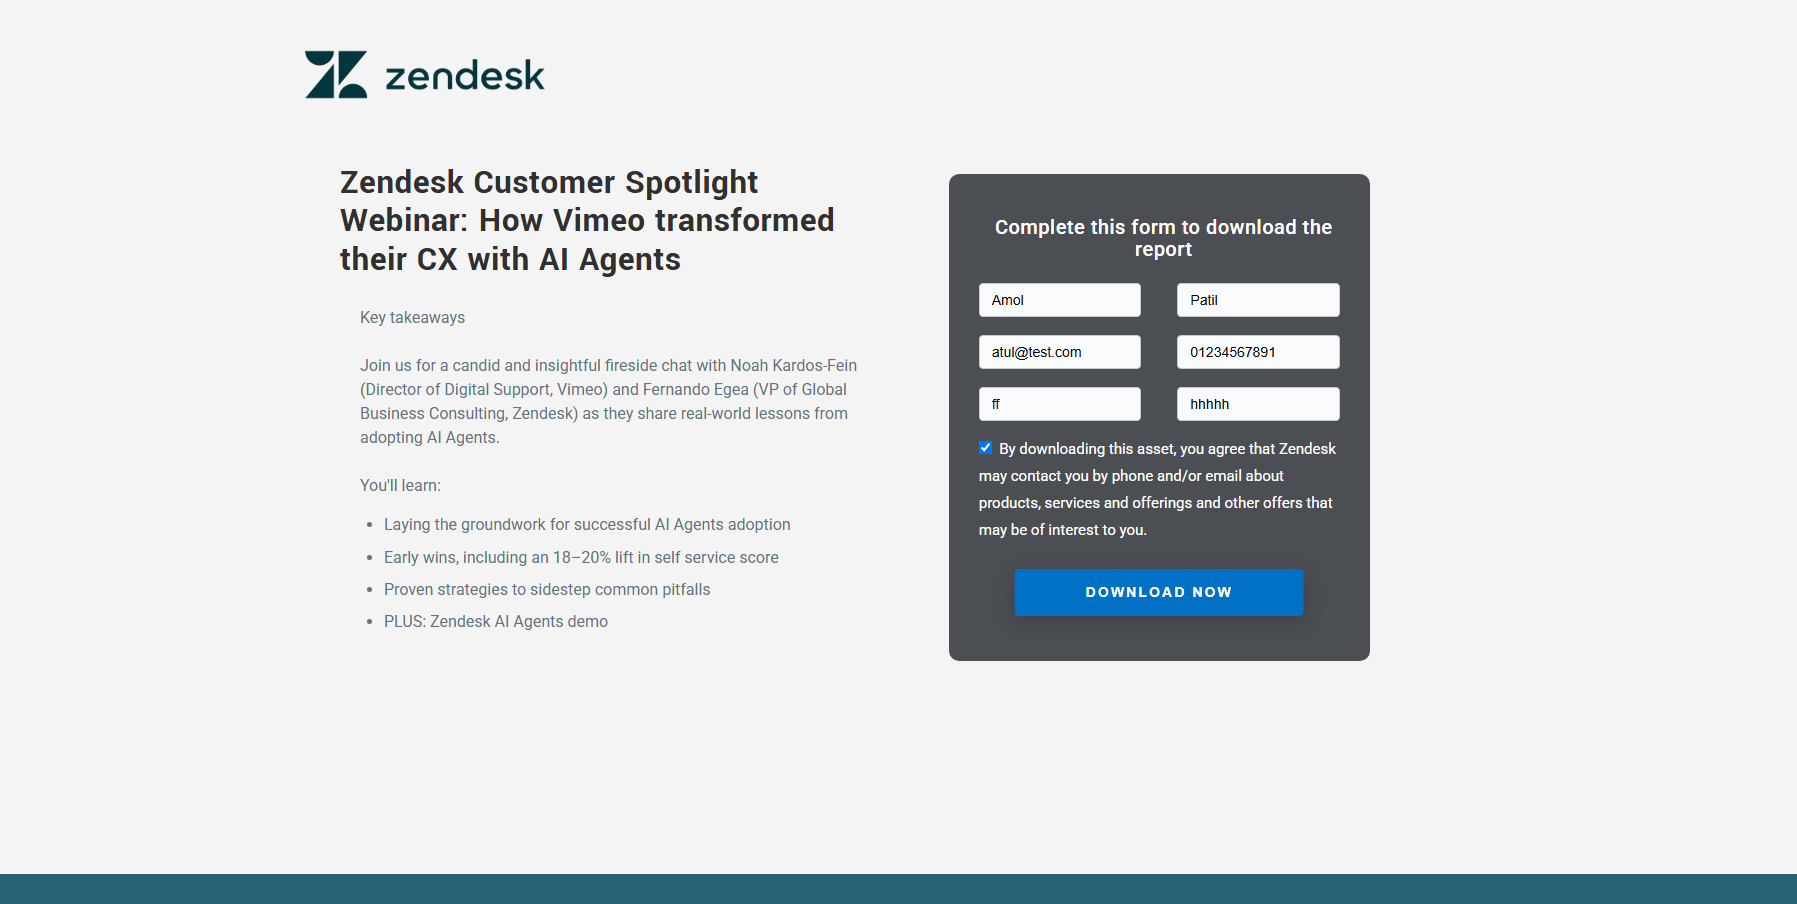 zendesk
Zendesk Customer Spotlight
Webinar: How Vimeo transformed
their CX with AI Agents
Key takeaways
Join us for a candid and insightful fireside chat with Noah Kardos-Fein
(Director of Digital Support, Vimeo) and Fernando Egea (VP of Global
Business Consulting, Zendesk) as they share real-world lessons from
adopting AI Agents.
You'll learn:
• Laying the groundwork for successful AI Agents adoption
• Early wins, including an 18–20% lift in self service score
• Proven strategies to sidestep common pitfalls
• PLUS: Zendesk AI Agents demo
Complete this form to download the
report
Amol
Patil
atul@test.com
01234567891
ff
hhhhh
By downloading this asset, you agree that Zendesk
may contact you by phone and/or email about
products, services and offerings and other offers that
may be of interest to you.
DOWNLOAD NOW